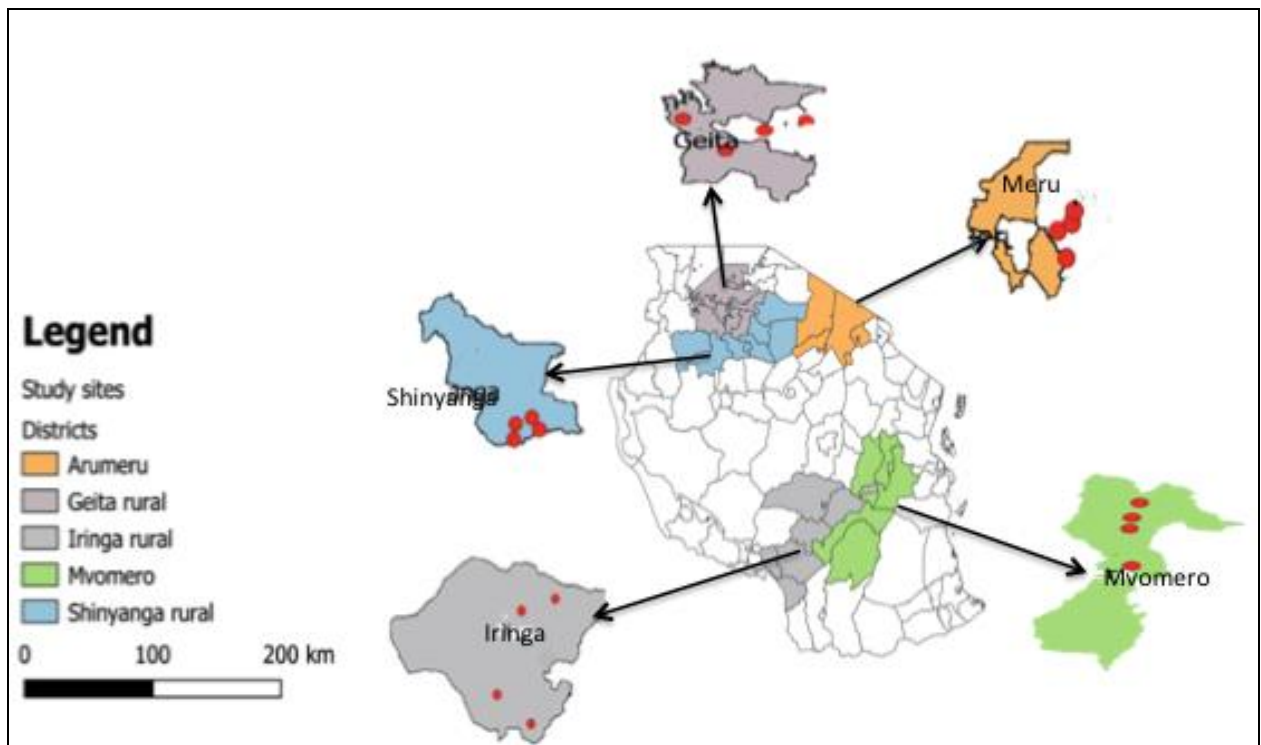 Geita
Meru
Shinyanga
Legend
Study sites
Districts
Arumeru
Geita rural
Iringa rural
Mvomero
Shinyanga rural
0 100 200 km
Iringa
Mvomero